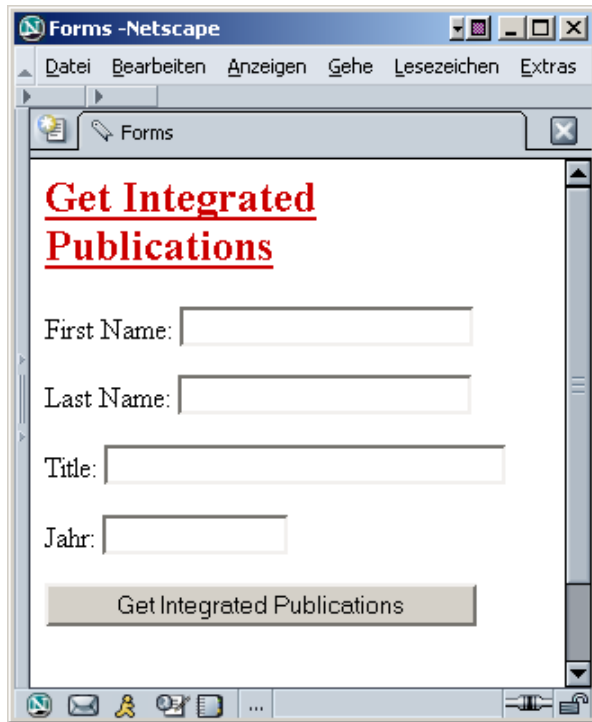 Forms -Netscape
Datei Bearbeiten Anzeigen Gehe Lesezeichen Extras
Forms
Get Integrated
Publications
First Name:
Last Name:
Title:
Jahr:
Get Integrated Publications
...